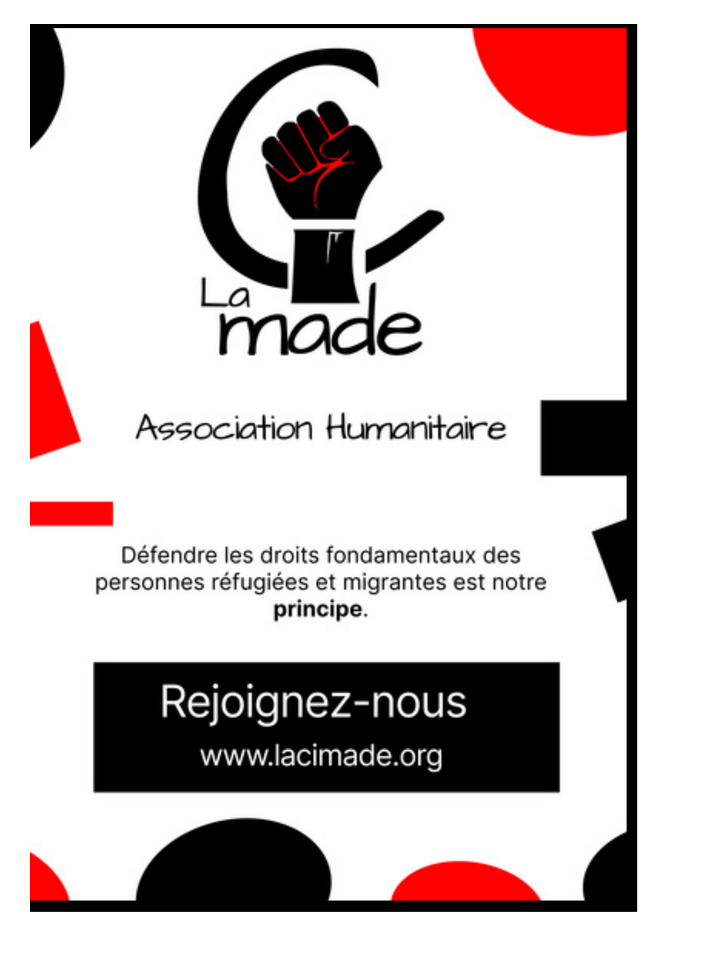 C
La
made
Association Humanitaire
Défendre les droits fondamentaux des
personnes réfugiées et migrantes est notre
principe.
Rejoignez-nous
www.lacimade.org